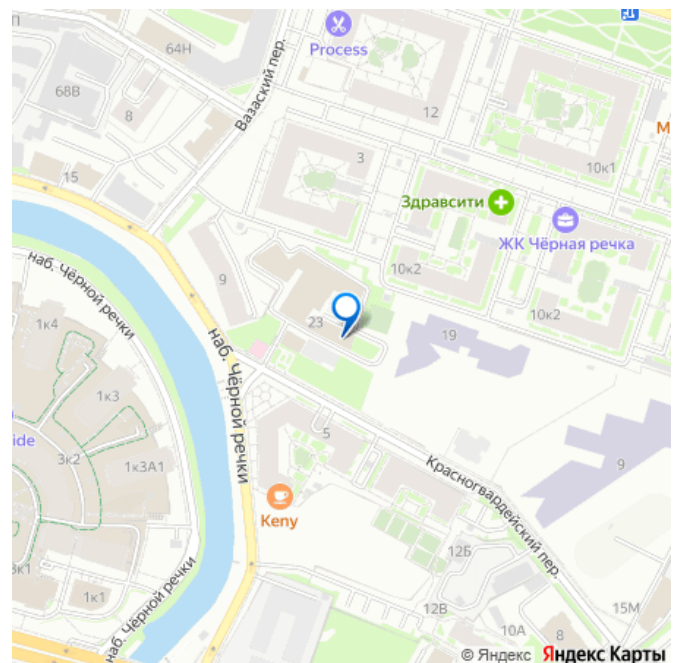 Process
64Н
Вазаский пер.
68В
8
12
3
10к1
15
Здравсити
ЖК Чёрная речка
наб. Чёрной речки
9
10к2
10к2
1к4
23
19
наб. Чёрной речки
1к3
5
ide
3к2
1к3А1
Красногвардейский пер.
9
Keny
12Б
3к1
1к1
наб. Чёрной речки
12В
10А
8
15М
© Яндекс Яндекс Карты